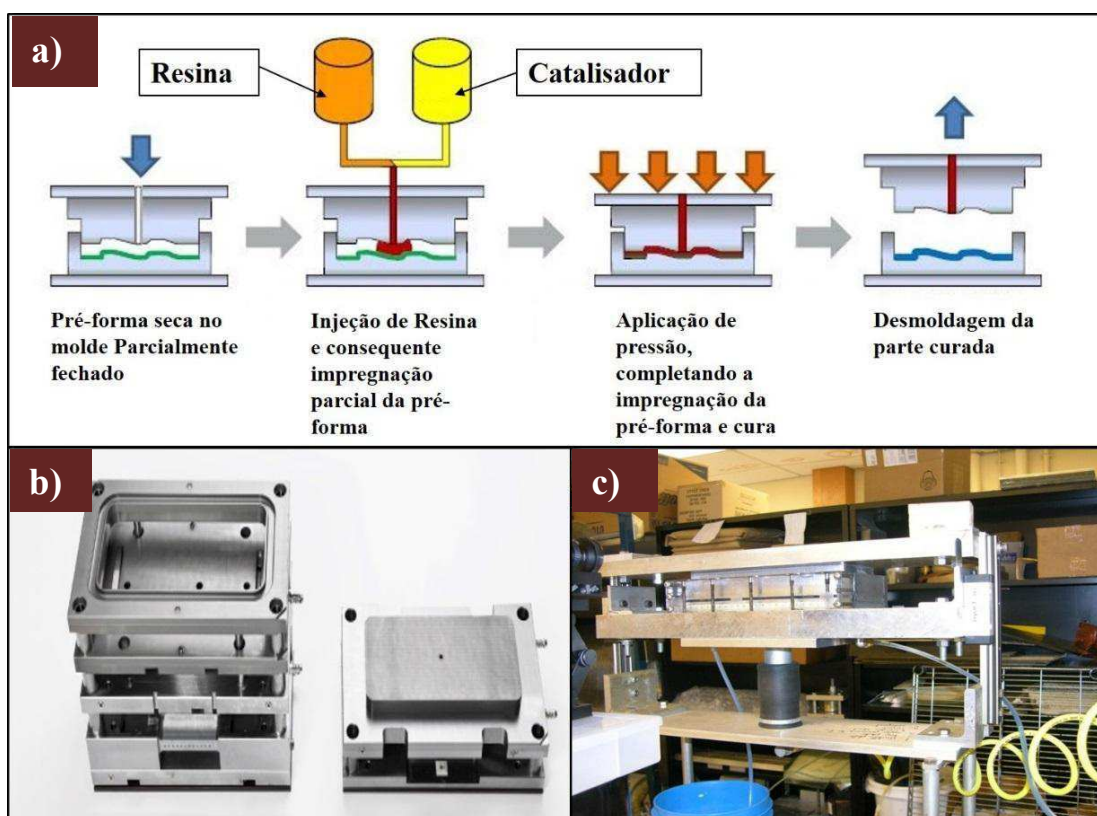 a)
Resina
Catalisador
Pré-forma seca no
molde Parcialmente
fechado
Injeção de Resina
e consequente
impregnação
parcial da pré-
forma
Aplicação de
pressão,
completando a
impregnação da
pré-forma e cura
Desmoldagem da
parte curada
b)
c)